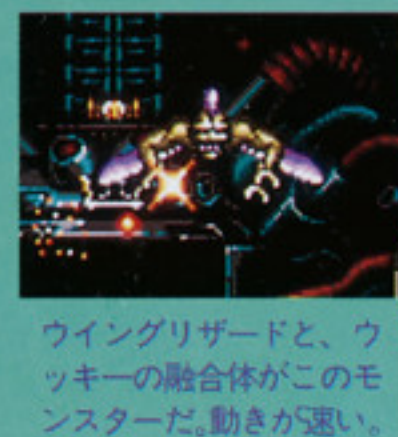 ウイングリザードと、ウ
ッキーの融合体がこのモ
ンスターだ。動きが速い。